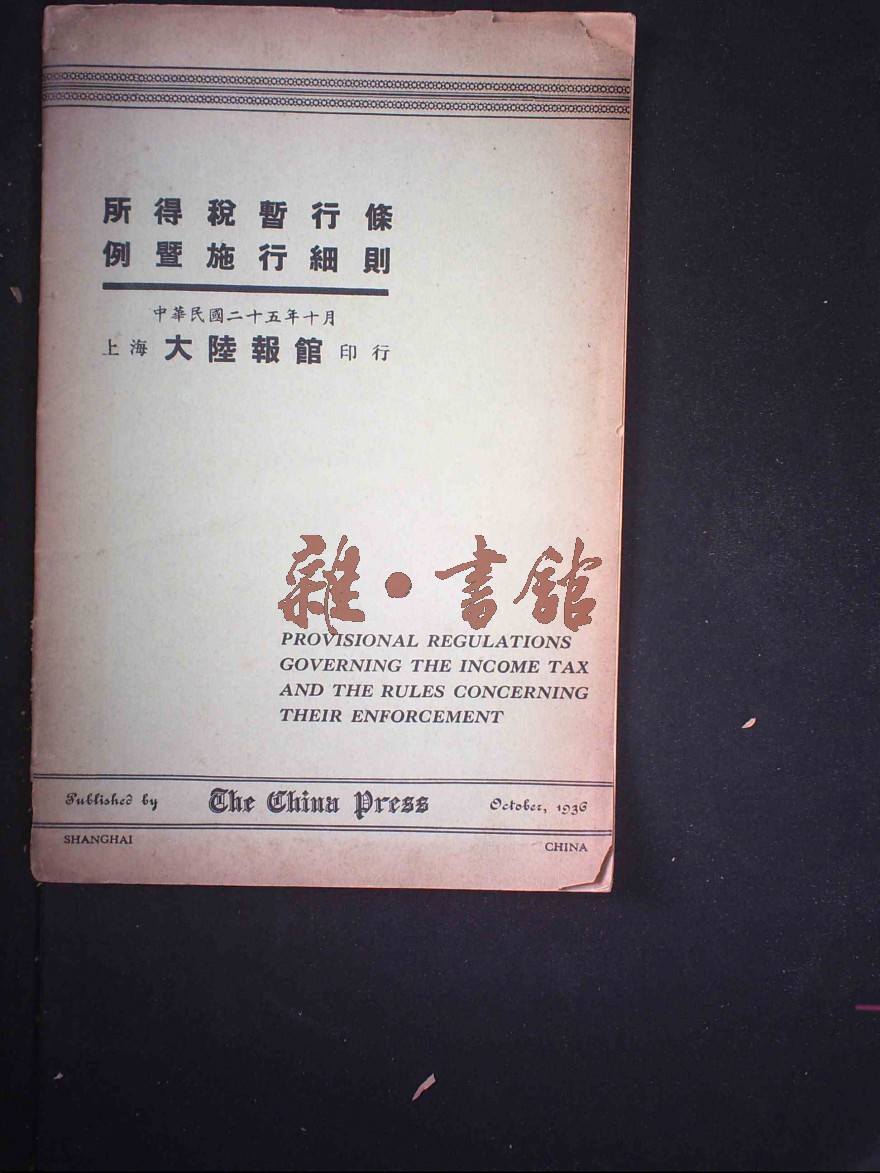 所得稅暫行條
例暨施行細則
中華民國二十五年十月
上海 大陸報館 印行
雜·書館
PROVISIONAL REGULATIONS
GOVERNING THE INCOME TAX
AND THE RULES CONCERNING
THEIR ENFORCEMENT
Published by The China Press October, 1936
SHANGHAI CHINA